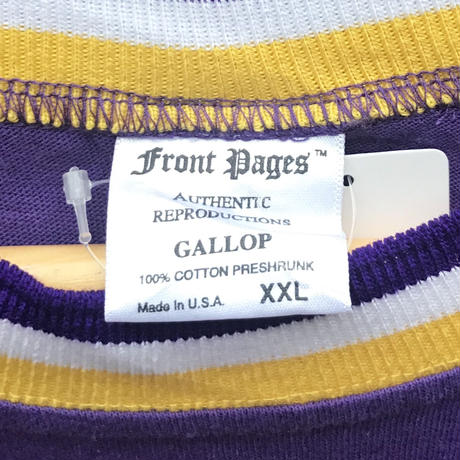 Front Pages™
AUTHENTIC
REPRODUCTIONS
GALLOP
100% COTTON PRESHRUNK
Made In U.S.A. XXL